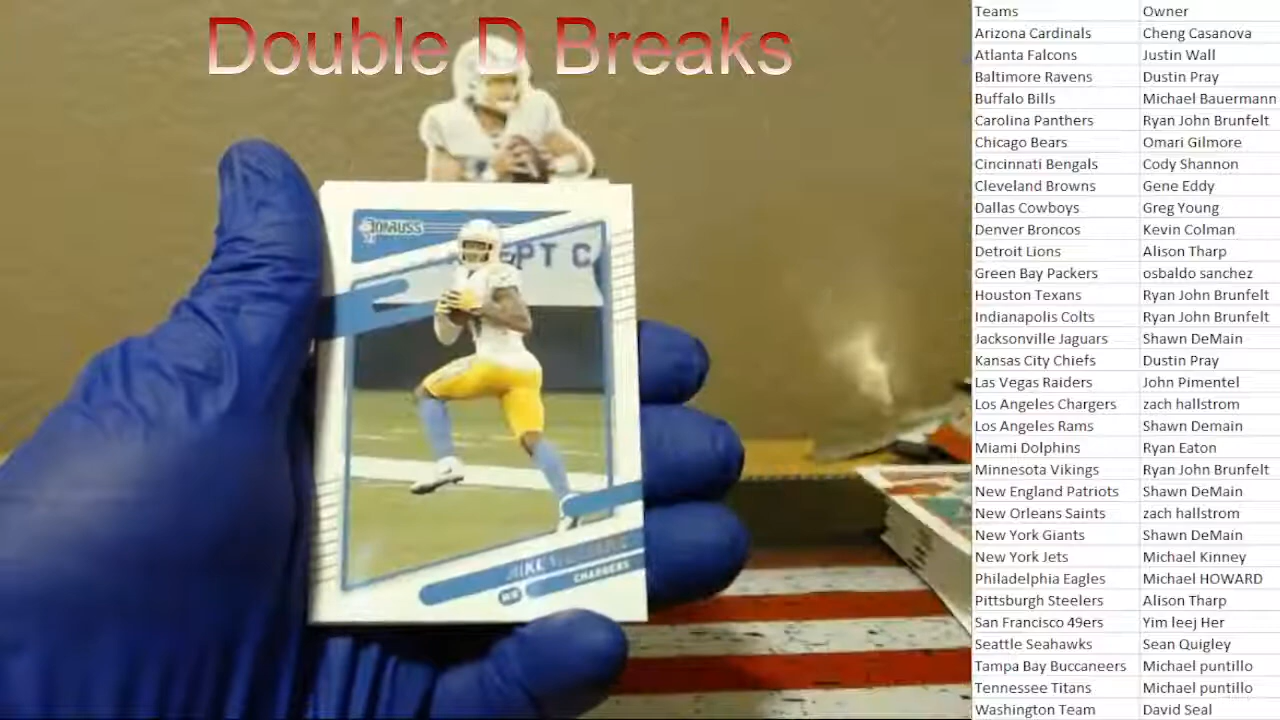 Double D Breaks
DONRUSS
PT C
MIKE WILLIAMS
WR
CHARGERS
Teams Owner
Arizona Cardinals Cheng Casanova
Atlanta Falcons Justin Wall
Baltimore Ravens Dustin Pray
Buffalo Bills Michael Bauermann
Carolina Panthers Ryan John Brunfelt
Chicago Bears Omari Gilmore
Cincinnati Bengals Cody Shannon
Cleveland Browns Gene Eddy
Dallas Cowboys Greg Young
Denver Broncos Kevin Colman
Detroit Lions Alison Tharp
Green Bay Packers osbaldo sanchez
Houston Texans Ryan John Brunfelt
Indianapolis Colts Ryan John Brunfelt
Jacksonville Jaguars Shawn DeMain
Kansas City Chiefs Dustin Pray
Las Vegas Raiders John Pimentel
Los Angeles Chargers zach hallstrom
Los Angeles Rams Shawn Demain
Miami Dolphins Ryan Eaton
Minnesota Vikings Ryan John Brunfelt
New England Patriots Shawn DeMain
New Orleans Saints zach hallstrom
New York Giants Shawn DeMain
New York Jets Michael Kinney
Philadelphia Eagles Michael HOWARD
Pittsburgh Steelers Alison Tharp
San Francisco 49ers Yim leej Her
Seattle Seahawks Sean Quigley
Tampa Bay Buccaneers Michael puntillo
Tennessee Titans Michael puntillo
Washington Team David Seal